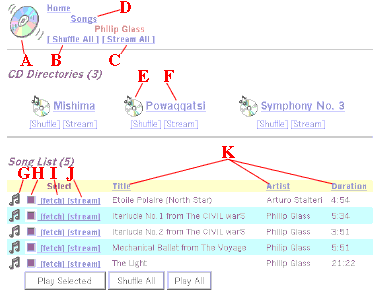 Home
Songs
D
Philip Glass
[ Shuffle All ] [ Stream All ]
A B C
CD Directories (3)
E F
Mishima Powaqqatsi Symphony No. 3
[Shuffle] [Stream] [Shuffle] [Stream] [Shuffle] [Stream]
K
Song List (5)
G H I J
Select Title Artist Duration
[fetch] [stream] Etoile Polaire (North Star) Arturo Stalteri 4:54
[fetch] [stream] Iterlude No.1 from The CIVIL warS Philip Glass 5:34
[fetch] [stream] Iterlude No.2 from The CIVIL warS Philip Glass 3:51
[fetch] [stream] Mechanical Ballet from The Voyage Philip Glass 5:51
[fetch] [stream] The Light Philip Glass 21:22
Play Selected Shuffle All Play All